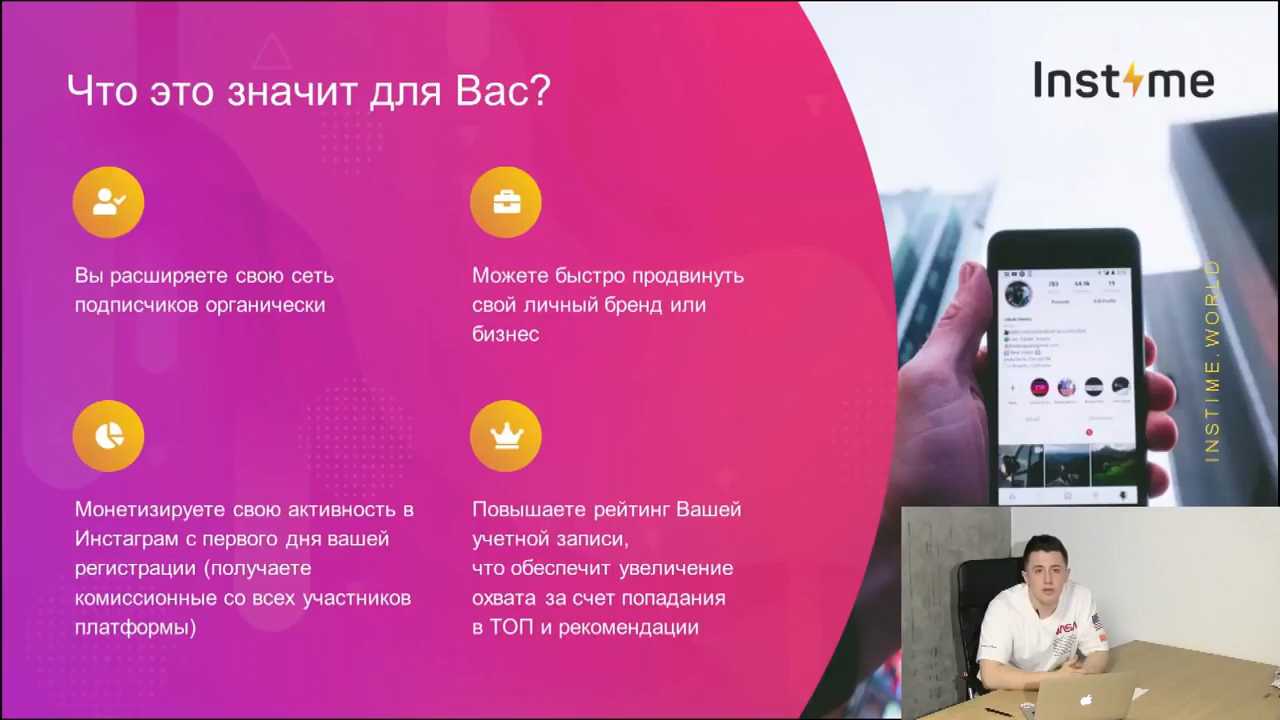 Что это значит для Вас?
Inst⚡me
Вы расширяете свою сеть
подписчиков органически
Можете быстро продвинуть
свой личный бренд или
бизнес
Монетизируете свою активность в
Инстаграм с первого дня вашей
регистрации (получаете
комиссионные со всех участников
платформы)
Повышаете рейтинг Вашей
учетной записи,
что обеспечит увеличение
охвата за счет попадания
в ТОП и рекомендации
INSTIME.WORLD
NASA